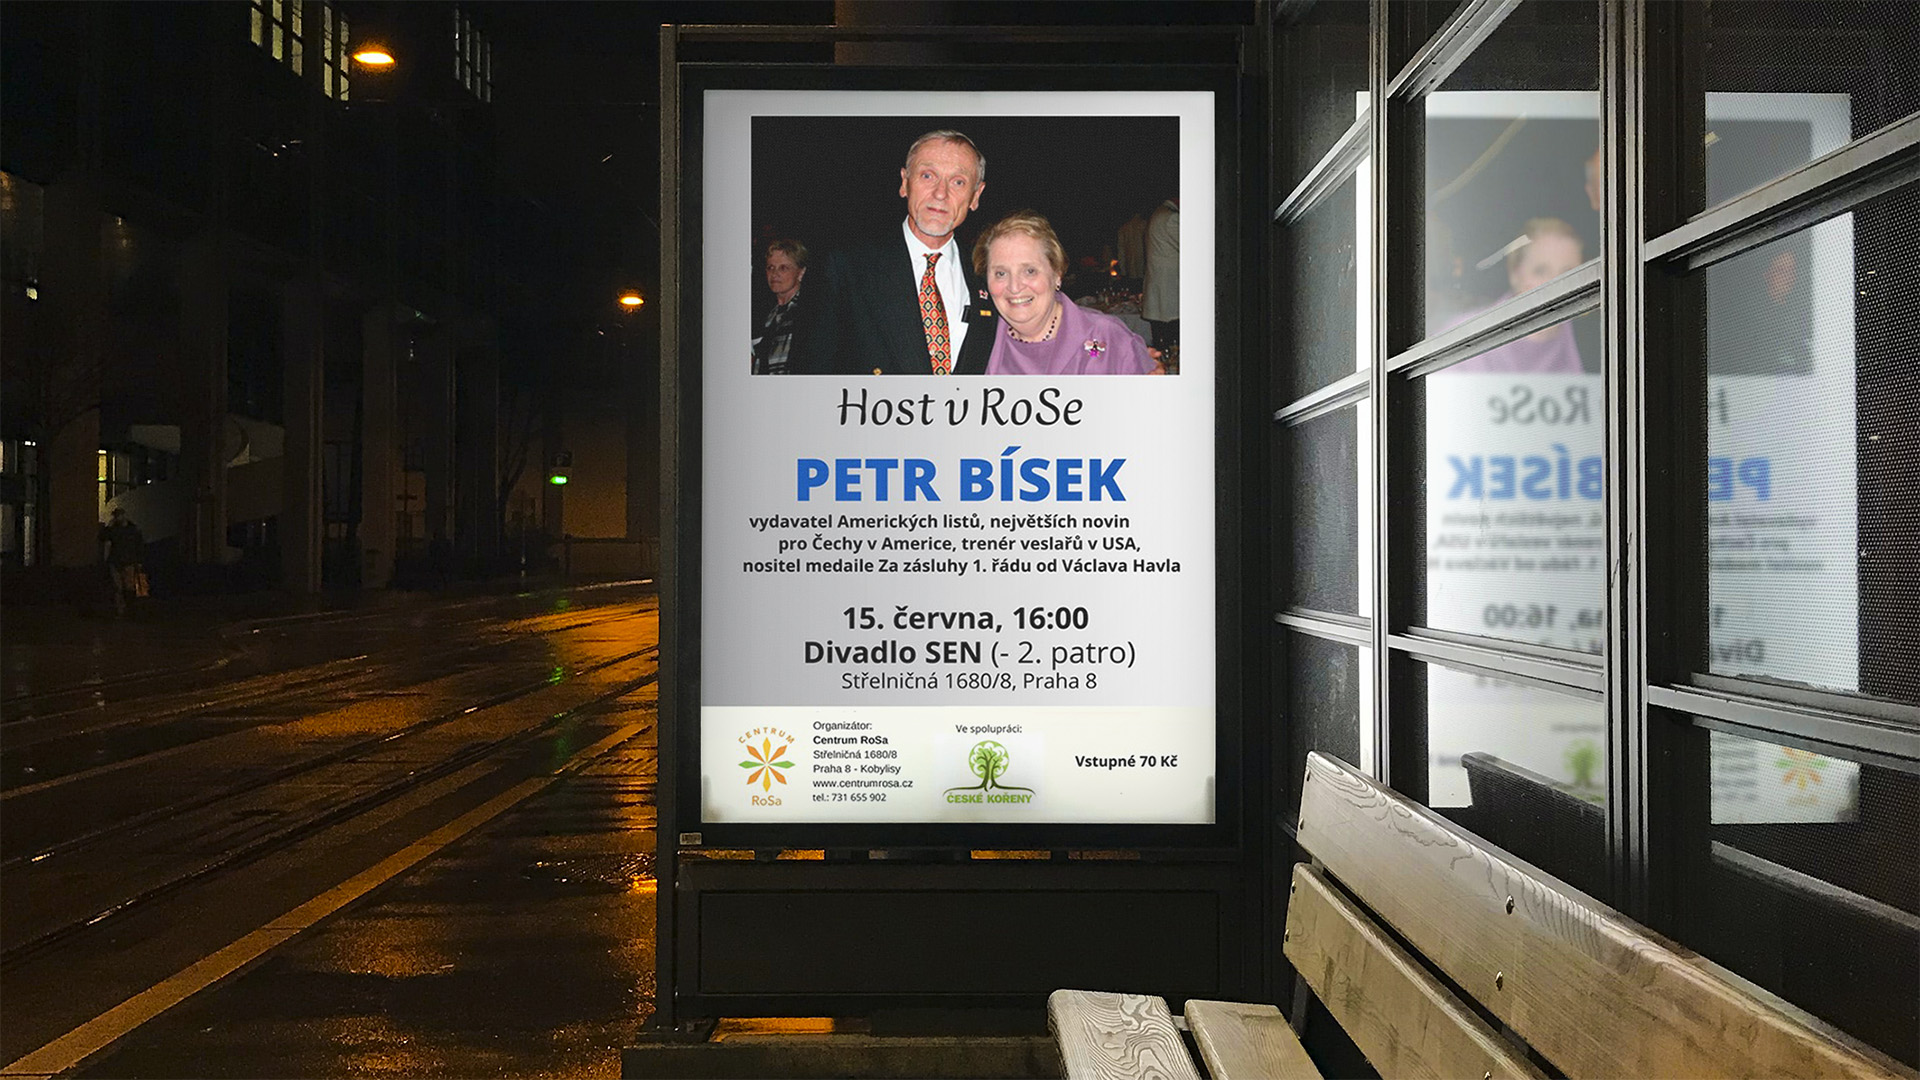 Host v RoSe
PETR BÍSEK
vydavatel Amerických listů, největších novin
pro Čechy v Americe, trenér veslařů v USA,
nositel medaile Za zásluhy 1. řádu od Václava Havla
15. června, 16:00
Divadlo SEN (- 2. patro)
Střelničná 1680/8, Praha 8
CENTRUM
RoSa
Organizátor:
Centrum RoSa
Střelničná 1680/8
Praha 8 - Kobylisy
www.centrumrosa.cz
tel.: 731 655 902
Ve spolupráci:
ČESKÉ KOŘENY
Vstupné 70 Kč